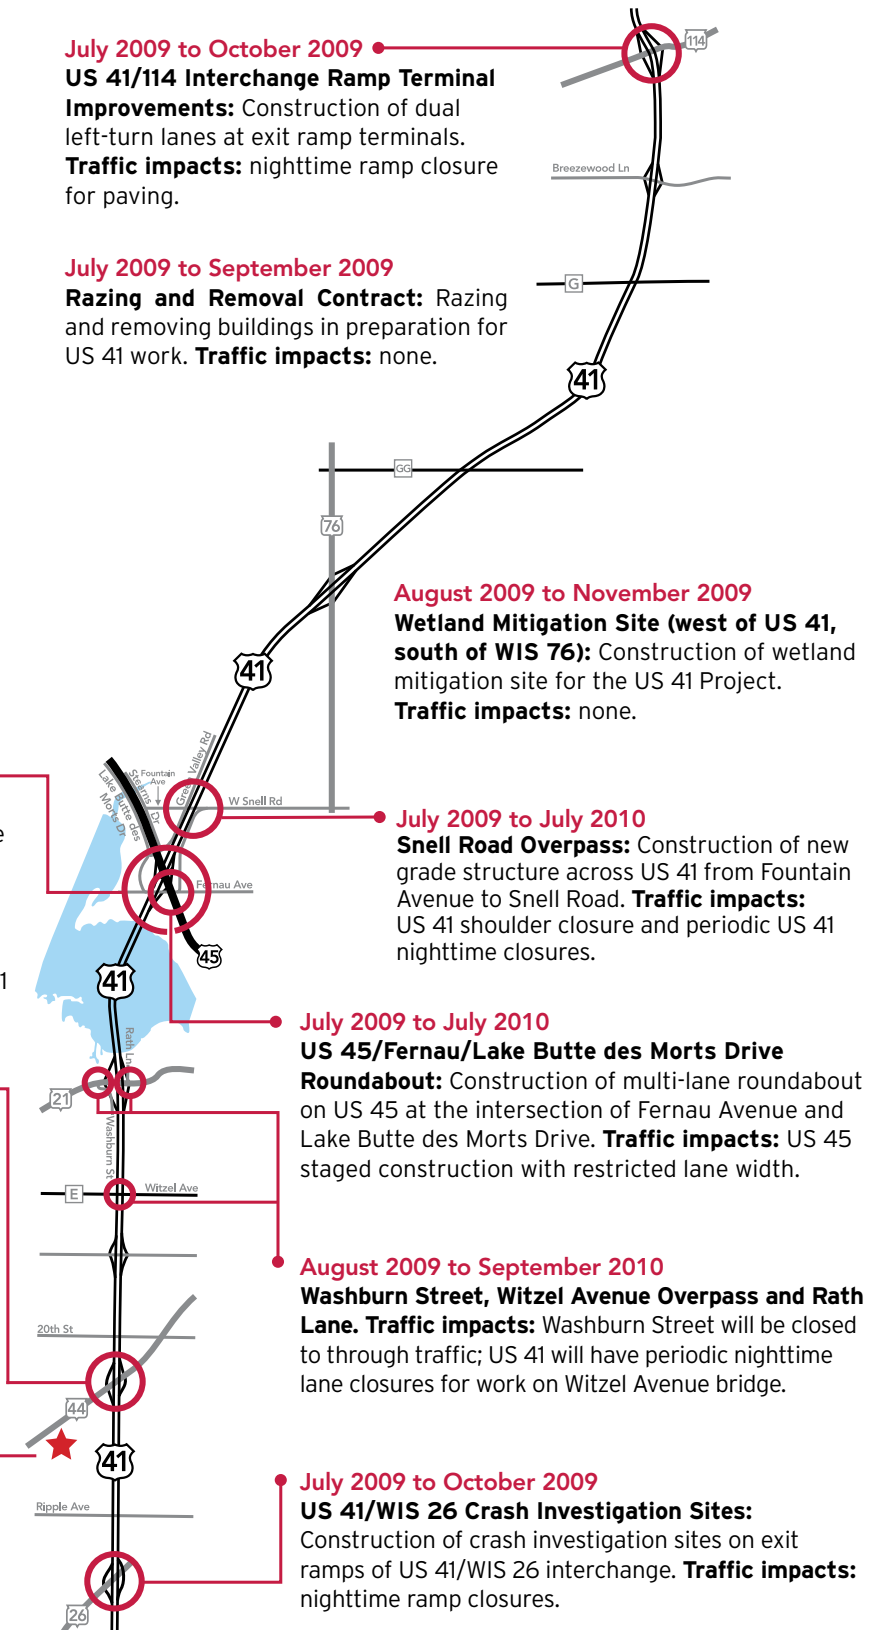 July 2009 to October 2009
US 41/114 Interchange Ramp Terminal
Improvements: Construction of dual
left-turn lanes at exit ramp terminals.
Traffic impacts: nighttime ramp closure
for paving.
114
Breezewood Ln
July 2009 to September 2009
Razing and Removal Contract: Razing
and removing buildings in preparation for
US 41 work. Traffic impacts: none.
G
41
GG
76
August 2009 to November 2009
Wetland Mitigation Site (west of US 41,
south of WIS 76): Construction of wetland
mitigation site for the US 41 Project.
Traffic impacts: none.
41
Green Valley Rd
Fountain
Ave
Stearns Dr
Lake Butte des
Morts Dr
W Snell Rd
e
July 2009 to July 2010
Snell Road Overpass: Construction of new
grade structure across US 41 from Fountain
Avenue to Snell Road. Traffic impacts:
US 41 shoulder closure and periodic US 41
nighttime closures.
Fernau Ave
45
41
1
July 2009 to July 2010
US 45/Fernau/Lake Butte des Morts Drive
Roundabout: Construction of multi-lane roundabout
on US 45 at the intersection of Fernau Avenue and
Lake Butte des Morts Drive. Traffic impacts: US 45
staged construction with restricted lane width.
Rath Ln
21
Washburn St
E
Witzel Ave
August 2009 to September 2010
Washburn Street, Witzel Avenue Overpass and Rath
Lane. Traffic impacts: Washburn Street will be closed
to through traffic; US 41 will have periodic nighttime
lane closures for work on Witzel Avenue bridge.
20th St
44
41
Ripple Ave
July 2009 to October 2009
US 41/WIS 26 Crash Investigation Sites:
Construction of crash investigation sites on exit
ramps of US 41/WIS 26 interchange. Traffic impacts:
nighttime ramp closures.
26